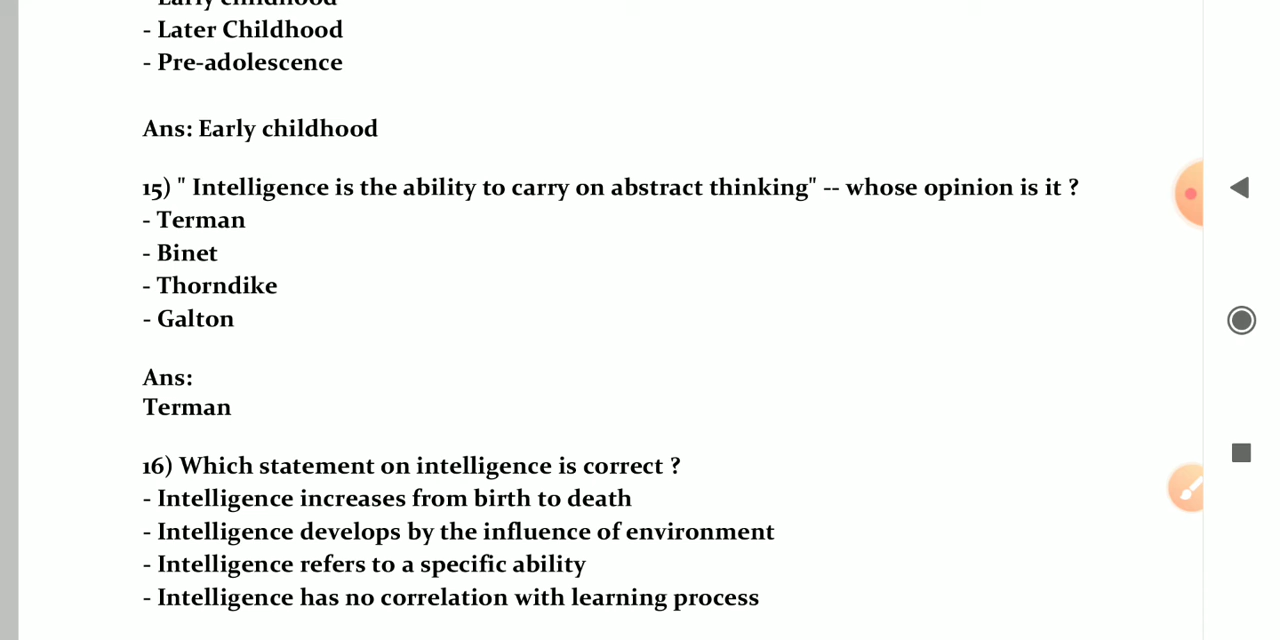 - Early childhood
- Later Childhood
- Pre-adolescence
Ans: Early childhood
15) " Intelligence is the ability to carry on abstract thinking" -- whose opinion is it ?
- Terman
- Binet
- Thorndike
- Galton
Ans:
Terman
16) Which statement on intelligence is correct ?
- Intelligence increases from birth to death
- Intelligence develops by the influence of environment
- Intelligence refers to a specific ability
- Intelligence has no correlation with learning process